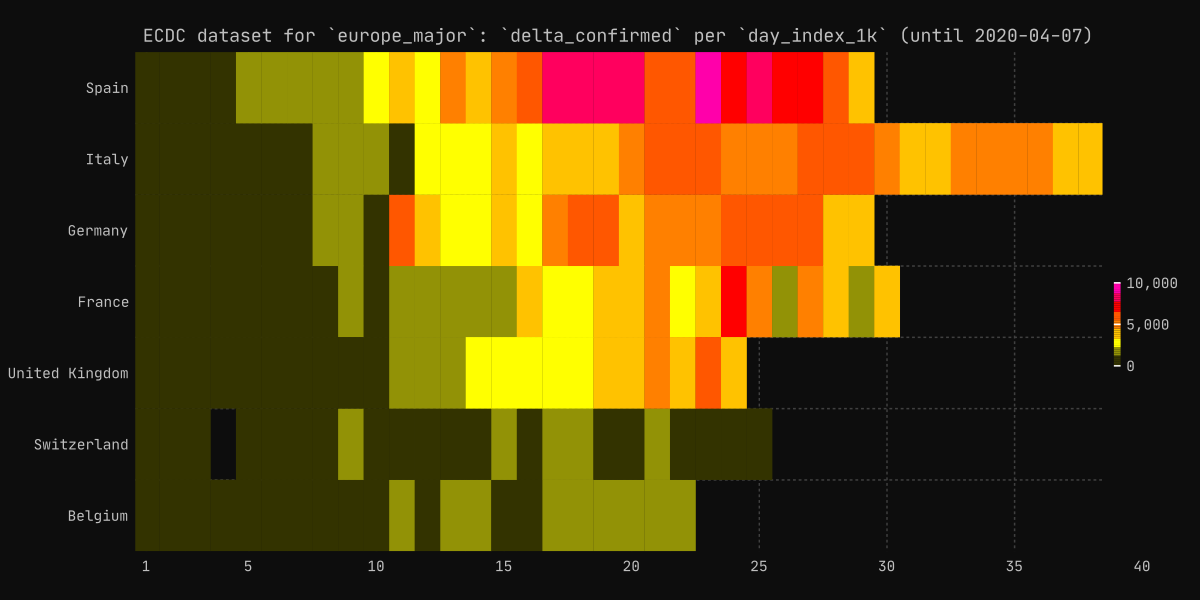 ECDC dataset for `europe_major`: `delta_confirmed` per `day_index_1k` (until 2020-04-07)
Spain
Italy
Germany
France
United Kingdom
Switzerland
Belgium
10,000
5,000
0
1 5 10 15 20 25 30 35 40